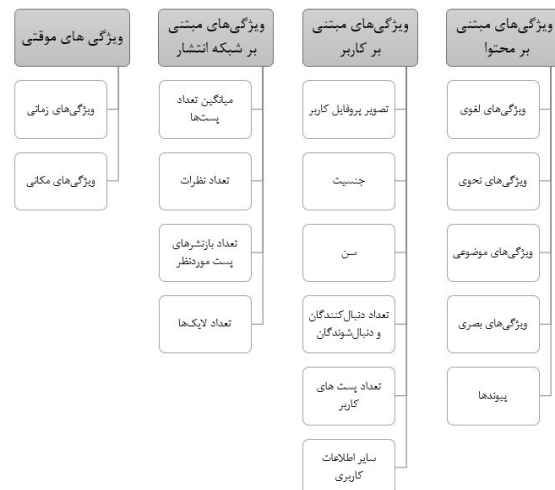 ویژگی‌های مبتنی
بر محتوا
ویژگی‌های لغوی
ویژگی‌های نحوی
ویژگی‌های موضوعی
ویژگی‌های بصری
پیوندها
ویژگی‌های مبتنی
بر کاربر
تصویر پروفایل کاربر
جنسیت
سن
تعداد دنبال‌کنندگان
و دنبال‌شوندگان
تعداد پست های
کاربر
سایر اطلاعات
کاربری
ویژگی‌های مبتنی
بر شبکه انتشار
میانگین تعداد
پست‌ها
تعداد نظرات
تعداد بازنشرهای
پست موردنظر
تعداد لایک‌ها
ویژگی های موقتی
ویژگی‌های زمانی
ویژگی‌های مکانی